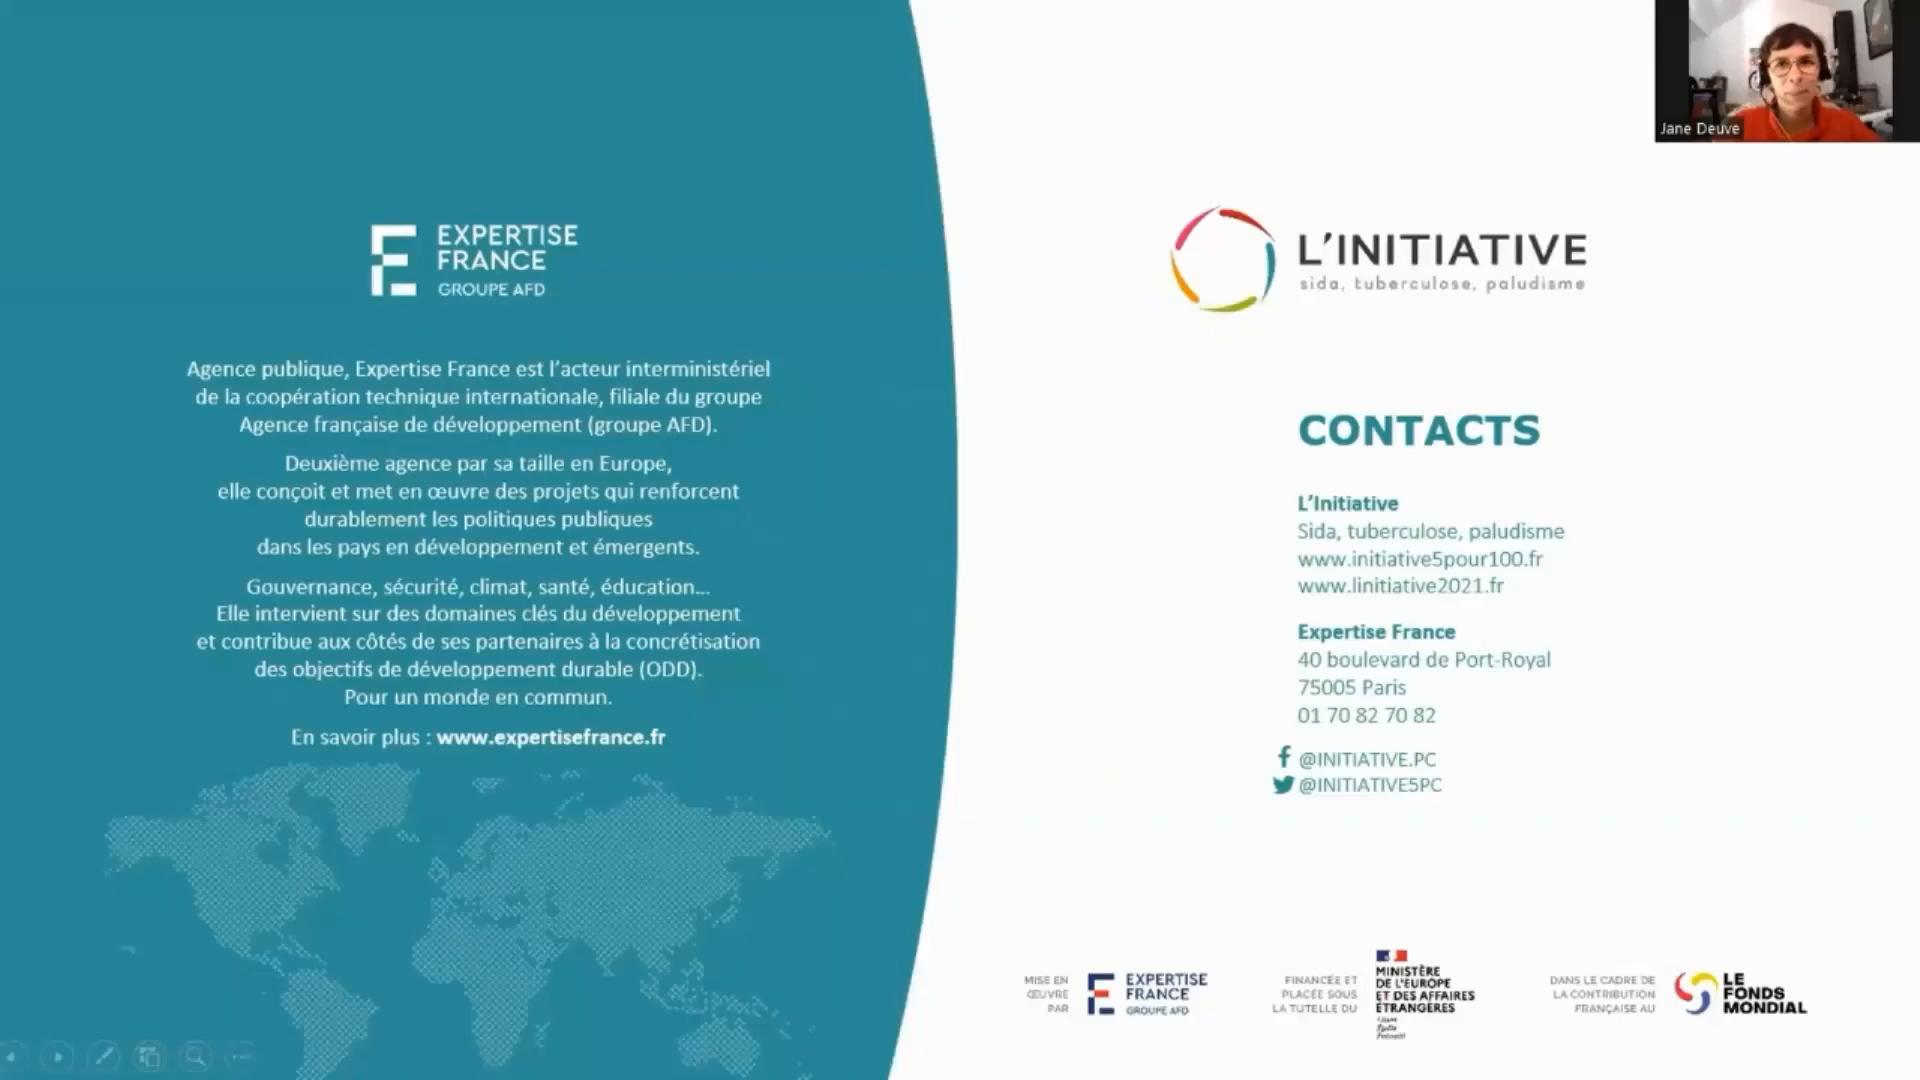 Jane Deuve
EXPERTISE
FRANCE
GROUPE AFD
Agence publique, Expertise France est l’acteur interministériel
de la coopération technique internationale, filiale du groupe
Agence française de développement (groupe AFD).
Deuxième agence par sa taille en Europe,
elle conçoit et met en œuvre des projets qui renforcent
durablement les politiques publiques
dans les pays en développement et émergents.
Gouvernance, sécurité, climat, santé, éducation...
Elle intervient sur des domaines clés du développement
et contribue aux côtés de ses partenaires à la concrétisation
des objectifs de développement durable (ODD).
Pour un monde en commun.
En savoir plus : www.expertisefrance.fr
L’INITIATIVE
sida, tuberculose, paludisme
CONTACTS
L’Initiative
Sida, tuberculose, paludisme
www.initiative5pour100.fr
www.linitiative2021.fr
Expertise France
40 boulevard de Port-Royal
75005 Paris
01 70 82 70 82
@INITIATIVE.PC
@INITIATIVE5PC
MISE EN
ŒUVRE
PAR
EXPERTISE
FRANCE
GROUPE AFD
FINANCÉE ET
PLACÉE SOUS
LA TUTELLE DU
MINISTÈRE
DE L'EUROPE
ET DES AFFAIRES
ÉTRANGÈRES
DANS LE CADRE DE
LA CONTRIBUTION
FRANÇAISE AU
LE
FONDS
MONDIAL